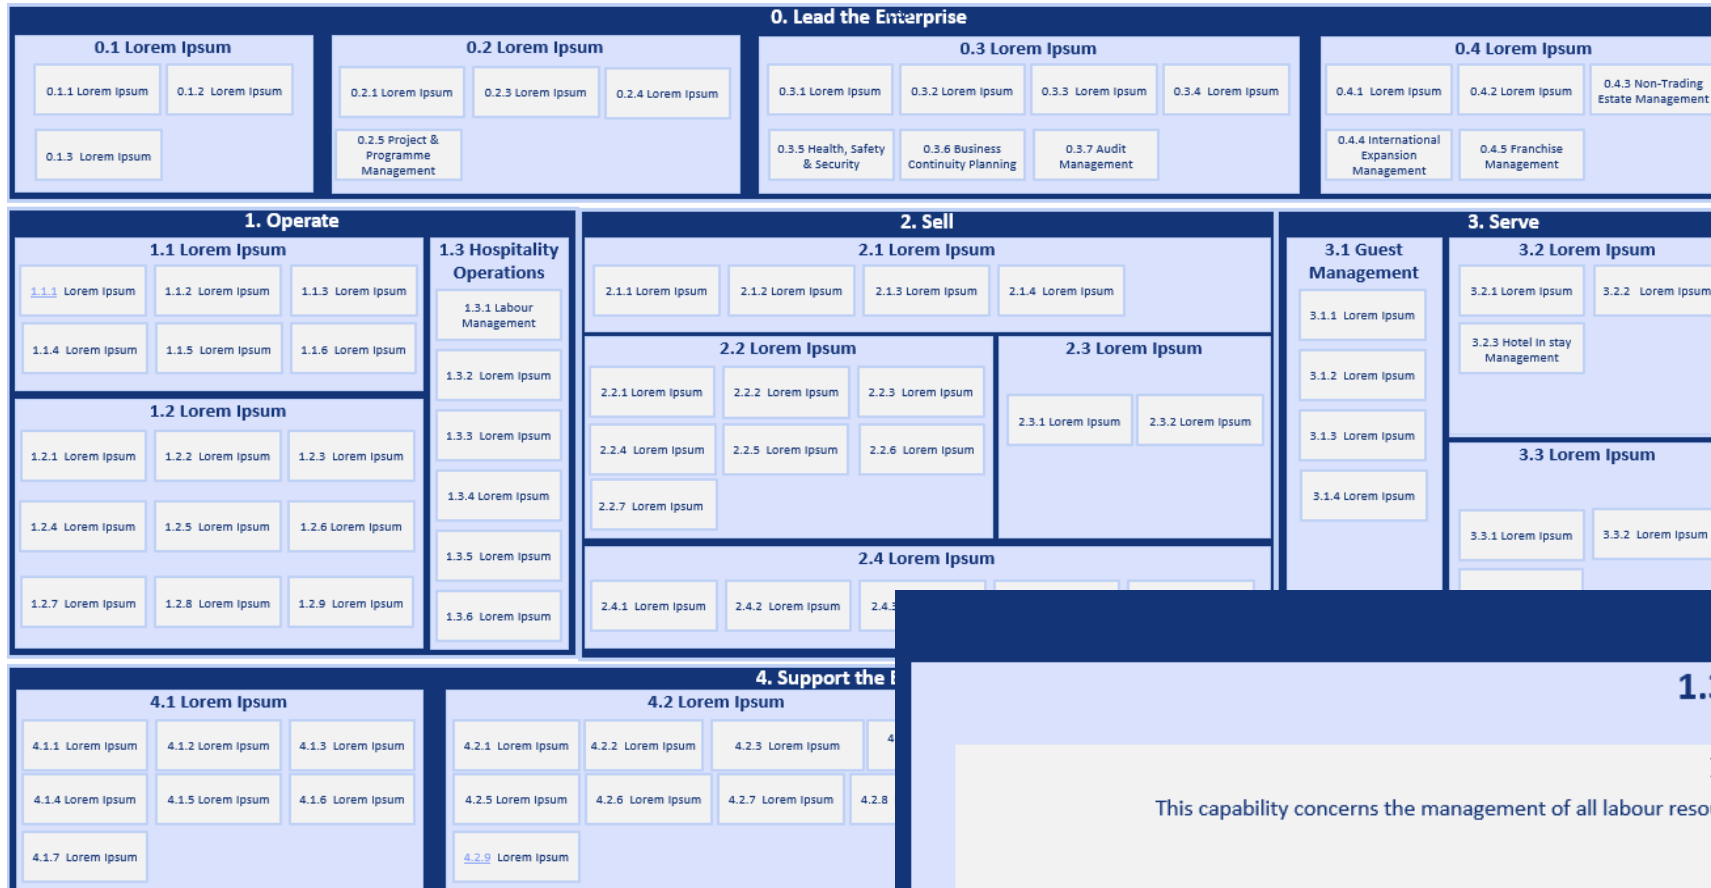 0. Lead the Enterprise
0.1 Lorem Ipsum
0.1.1 Lorem Ipsum
0.1.2 Lorem Ipsum
0.1.3 Lorem Ipsum
0.2 Lorem Ipsum
0.2.1 Lorem Ipsum
0.2.3 Lorem Ipsum
0.2.4 Lorem Ipsum
0.2.5 Project &
Programme
Management
0.3 Lorem Ipsum
0.3.1 Lorem Ipsum
0.3.2 Lorem Ipsum
0.3.3 Lorem Ipsum
0.3.4 Lorem Ipsum
0.3.5 Health, Safety
& Security
0.3.6 Business
Continuity Planning
0.3.7 Audit
Management
0.4 Lorem Ipsum
0.4.1 Lorem Ipsum
0.4.2 Lorem Ipsum
0.4.3 Non-Trading
Estate Management
0.4.4 International
Expansion
Management
0.4.5 Franchise
Management
1. Operate
1.1 Lorem Ipsum
1.1.1 Lorem Ipsum
1.1.2 Lorem Ipsum
1.1.3 Lorem Ipsum
1.1.4 Lorem Ipsum
1.1.5 Lorem Ipsum
1.1.6 Lorem Ipsum
1.2 Lorem Ipsum
1.2.1 Lorem Ipsum
1.2.2 Lorem Ipsum
1.2.3 Lorem Ipsum
1.2.4 Lorem Ipsum
1.2.5 Lorem Ipsum
1.2.6 Lorem Ipsum
1.2.7 Lorem Ipsum
1.2.8 Lorem Ipsum
1.2.9 Lorem Ipsum
1.3 Hospitality
Operations
1.3.1 Labour
Management
1.3.2 Lorem Ipsum
1.3.3 Lorem Ipsum
1.3.4 Lorem Ipsum
1.3.5 Lorem Ipsum
1.3.6 Lorem Ipsum
2. Sell
2.1 Lorem Ipsum
2.1.1 Lorem Ipsum
2.1.2 Lorem Ipsum
2.1.3 Lorem Ipsum
2.1.4 Lorem Ipsum
2.2 Lorem Ipsum
2.2.1 Lorem Ipsum
2.2.2 Lorem Ipsum
2.2.3 Lorem Ipsum
2.2.4 Lorem Ipsum
2.2.5 Lorem Ipsum
2.2.6 Lorem Ipsum
2.2.7 Lorem Ipsum
2.3 Lorem Ipsum
2.3.1 Lorem Ipsum
2.3.2 Lorem Ipsum
2.4 Lorem Ipsum
2.4.1 Lorem Ipsum
2.4.2 Lorem Ipsum
2.4.3
3. Serve
3.1 Guest
Management
3.1.1 Lorem Ipsum
3.1.2 Lorem Ipsum
3.1.3 Lorem Ipsum
3.1.4 Lorem Ipsum
3.2 Lorem Ipsum
3.2.1 Lorem Ipsum
3.2.2 Lorem Ipsum
3.2.3 Hotel In stay
Management
3.3 Lorem Ipsum
3.3.1 Lorem Ipsum
3.3.2 Lorem Ipsum
4. Support the
4.1 Lorem Ipsum
4.1.1 Lorem Ipsum
4.1.2 Lorem Ipsum
4.1.3 Lorem Ipsum
4.1.4 Lorem Ipsum
4.1.5 Lorem Ipsum
4.1.6 Lorem Ipsum
4.1.7 Lorem Ipsum
4.2 Lorem Ipsum
4.2.1 Lorem Ipsum
4.2.2 Lorem Ipsum
4.2.3 Lorem Ipsum
4.2.5 Lorem Ipsum
4.2.6 Lorem Ipsum
4.2.7 Lorem Ipsum
4.2.8
4.2.9 Lorem Ipsum
This capability concerns the management of all labour